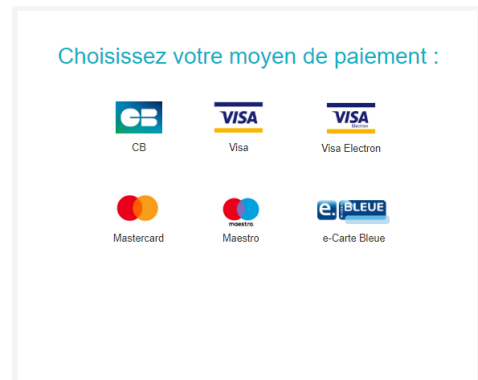 Choisissez votre moyen de paiement :
CB VISA VISA
Electron
CB Visa Visa Electron
maestro. e. BLEUE
Mastercard Maestro e-Carte Bleue